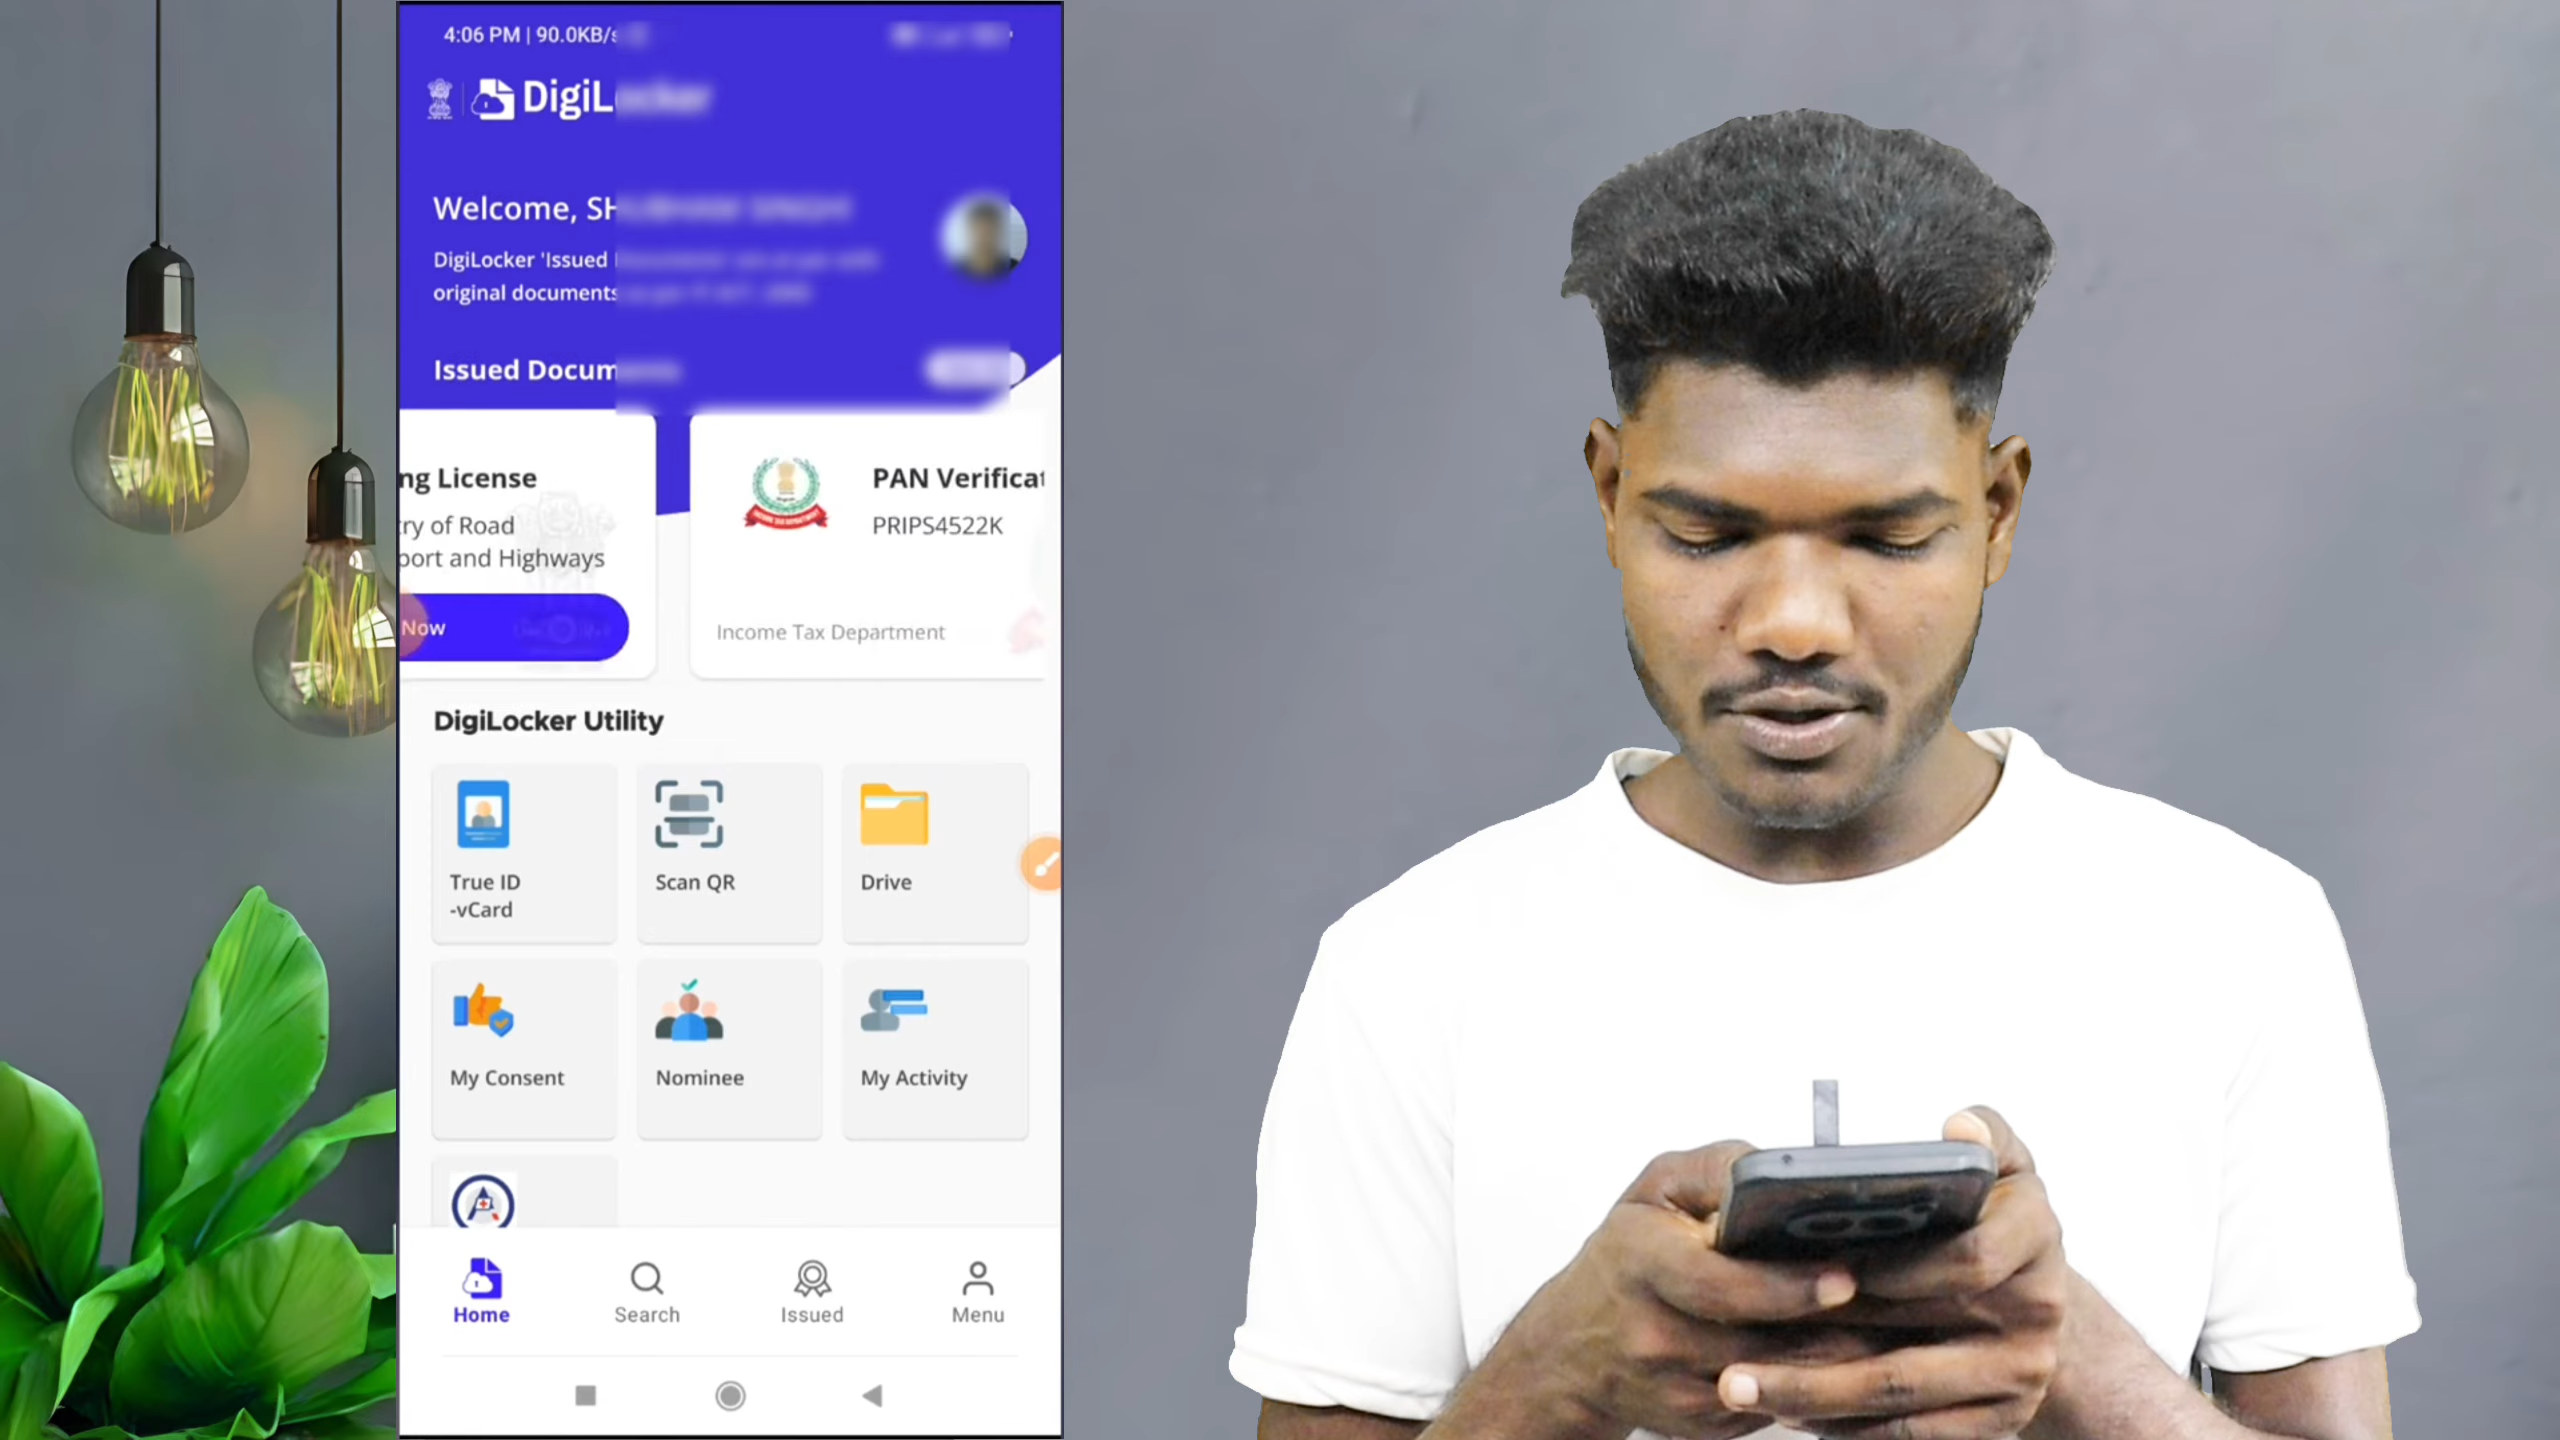 4:06 PM | 90.0KB/s
DigiLocker
Welcome, SH
DigiLocker 'Issued
original documents
Issued Docum
ng License
ry of Road
port and Highways
Now
PAN Verificat
PRIPS4522K
Income Tax Department
DigiLocker Utility
True ID
-vCard
Scan QR
Drive
My Consent
Nominee
My Activity
Home
Search
Issued
Menu